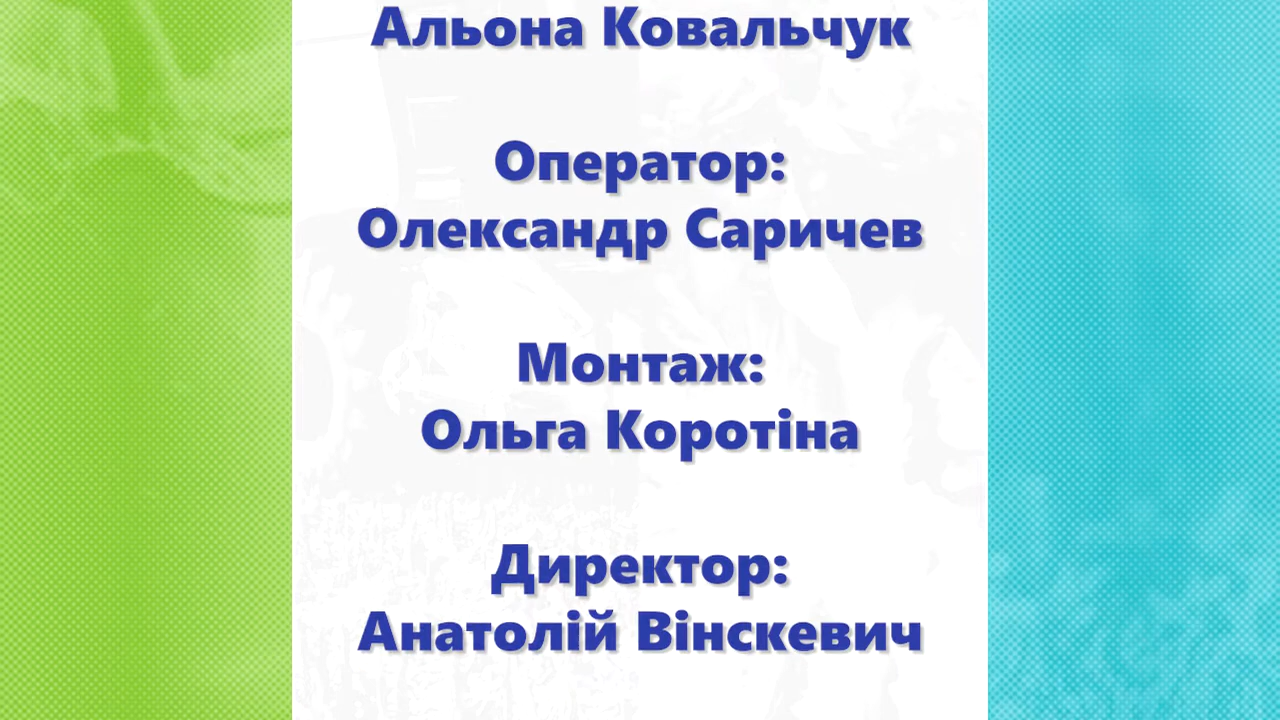 Альона Ковальчук
Оператор:
Олександр Саричев
Монтаж:
Ольга Коротіна
Директор:
Анатолій Вінскевич